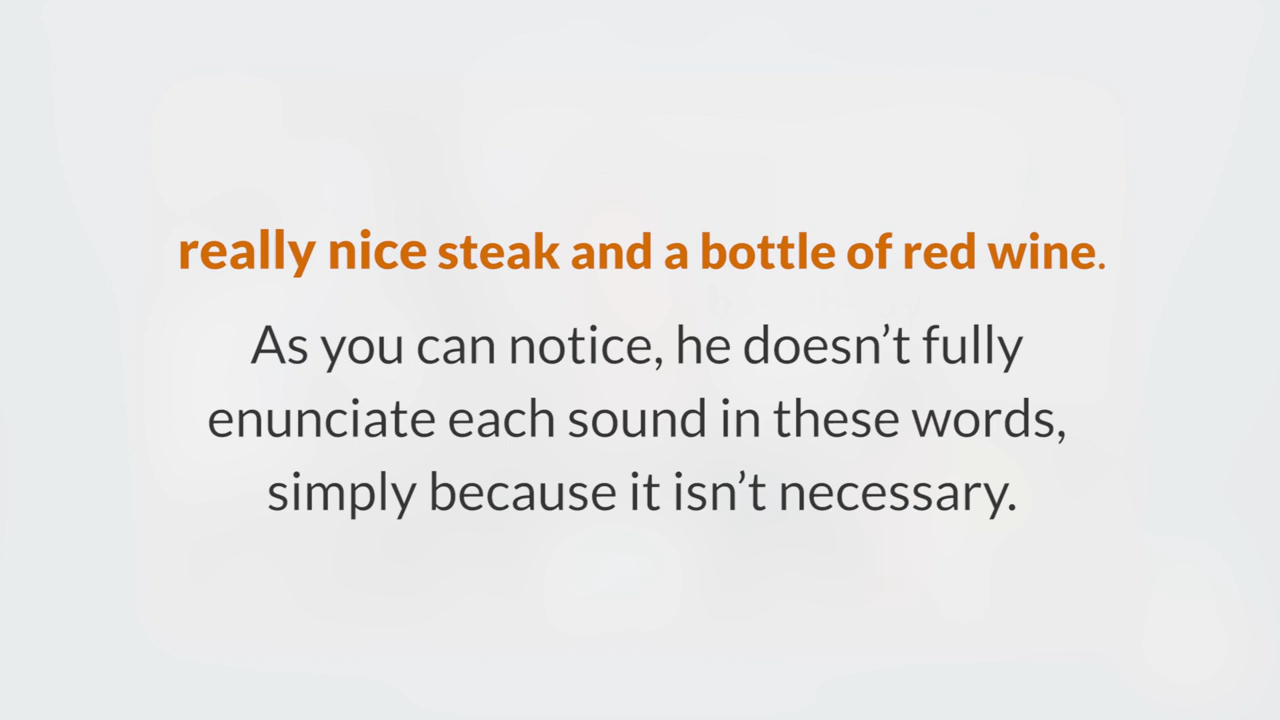 really nice steak and a bottle of red wine.
As you can notice, he doesn’t fully
enunciate each sound in these words,
simply because it isn’t necessary.